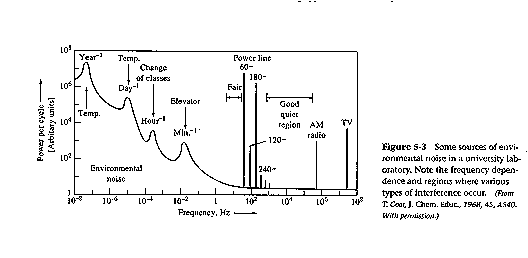 10⁸
Year⁻¹
Temp.
Change
of classes
Power line
60~
180~
Day⁻¹
Fair
10⁶
Temp.
Elevator
Good
quiet
region
AM
radio
TV
10⁴
Hour⁻¹
Min.⁻¹
120~
240~
10²
Environmental
noise
1
10⁻⁸
10⁻⁶
10⁻⁴
10⁻²
1
10²
10⁴
10⁶
10⁸
Frequency, Hz
Power per cycle
[Arbitary units]
Figure 5-3 Some sources of envi-
ronmental noise in a university lab-
oratory. Note the frequency depen-
dence and regions where various
types of interference occur. (From
T. Coor, J. Chem. Educ., 1968, 45, A540.
With permission.)